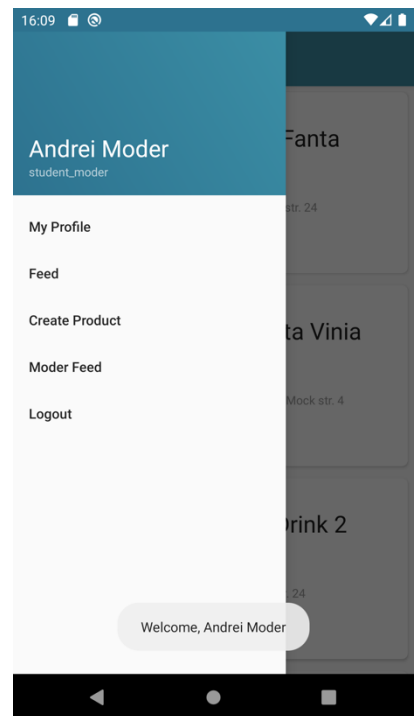 16:09
Andrei Moder
student_moder
My Profile
Feed
Create Product
Moder Feed
Logout
Fanta
str. 24
ta Vinia
Mock str. 4
Drink 2
24
Welcome, Andrei Moder